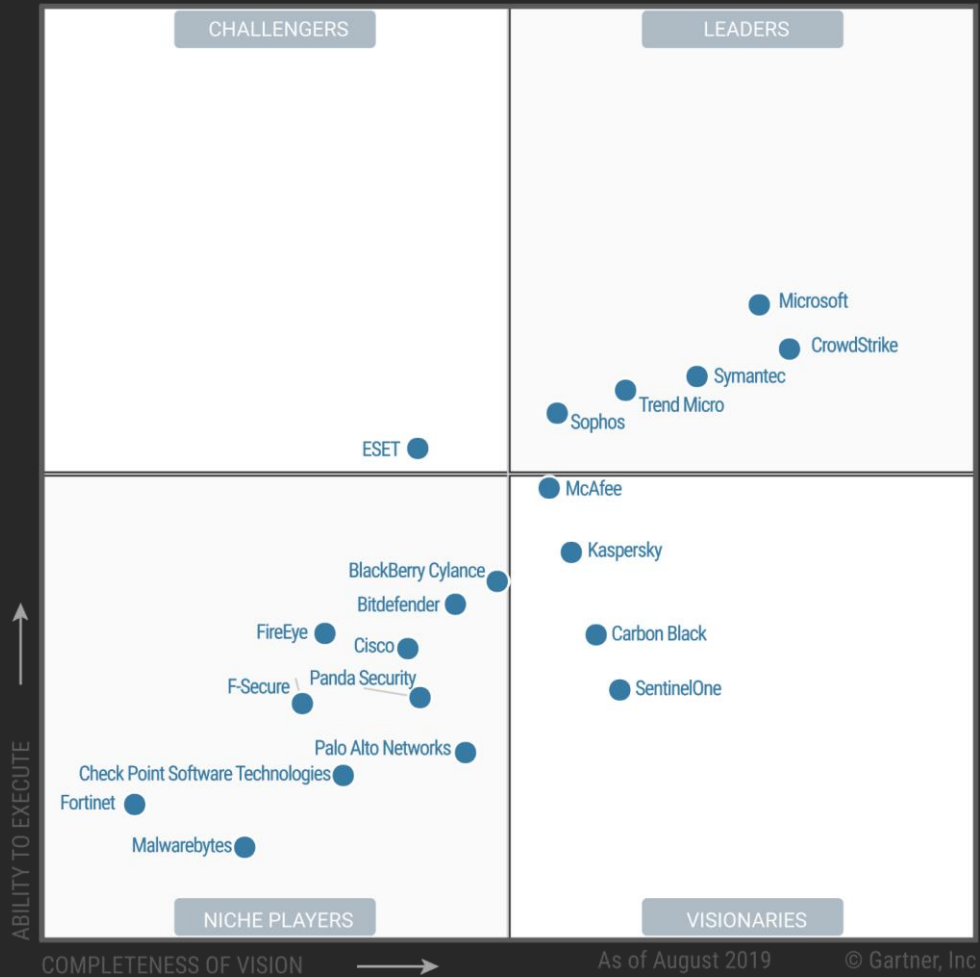 CHALLENGERS
LEADERS
Microsoft
CrowdStrike
Symantec
Trend Micro
Sophos
ESET
McAfee
Kaspersky
BlackBerry Cylance
Bitdefender
FireEye
Cisco
Carbon Black
Panda Security
F-Secure
SentinelOne
Palo Alto Networks
Check Point Software Technologies
Fortinet
Malwarebytes
NICHE PLAYERS
VISIONARIES
ABILITY TO EXECUTE
COMPLETENESS OF VISION
As of August 2019
© Gartner, Inc